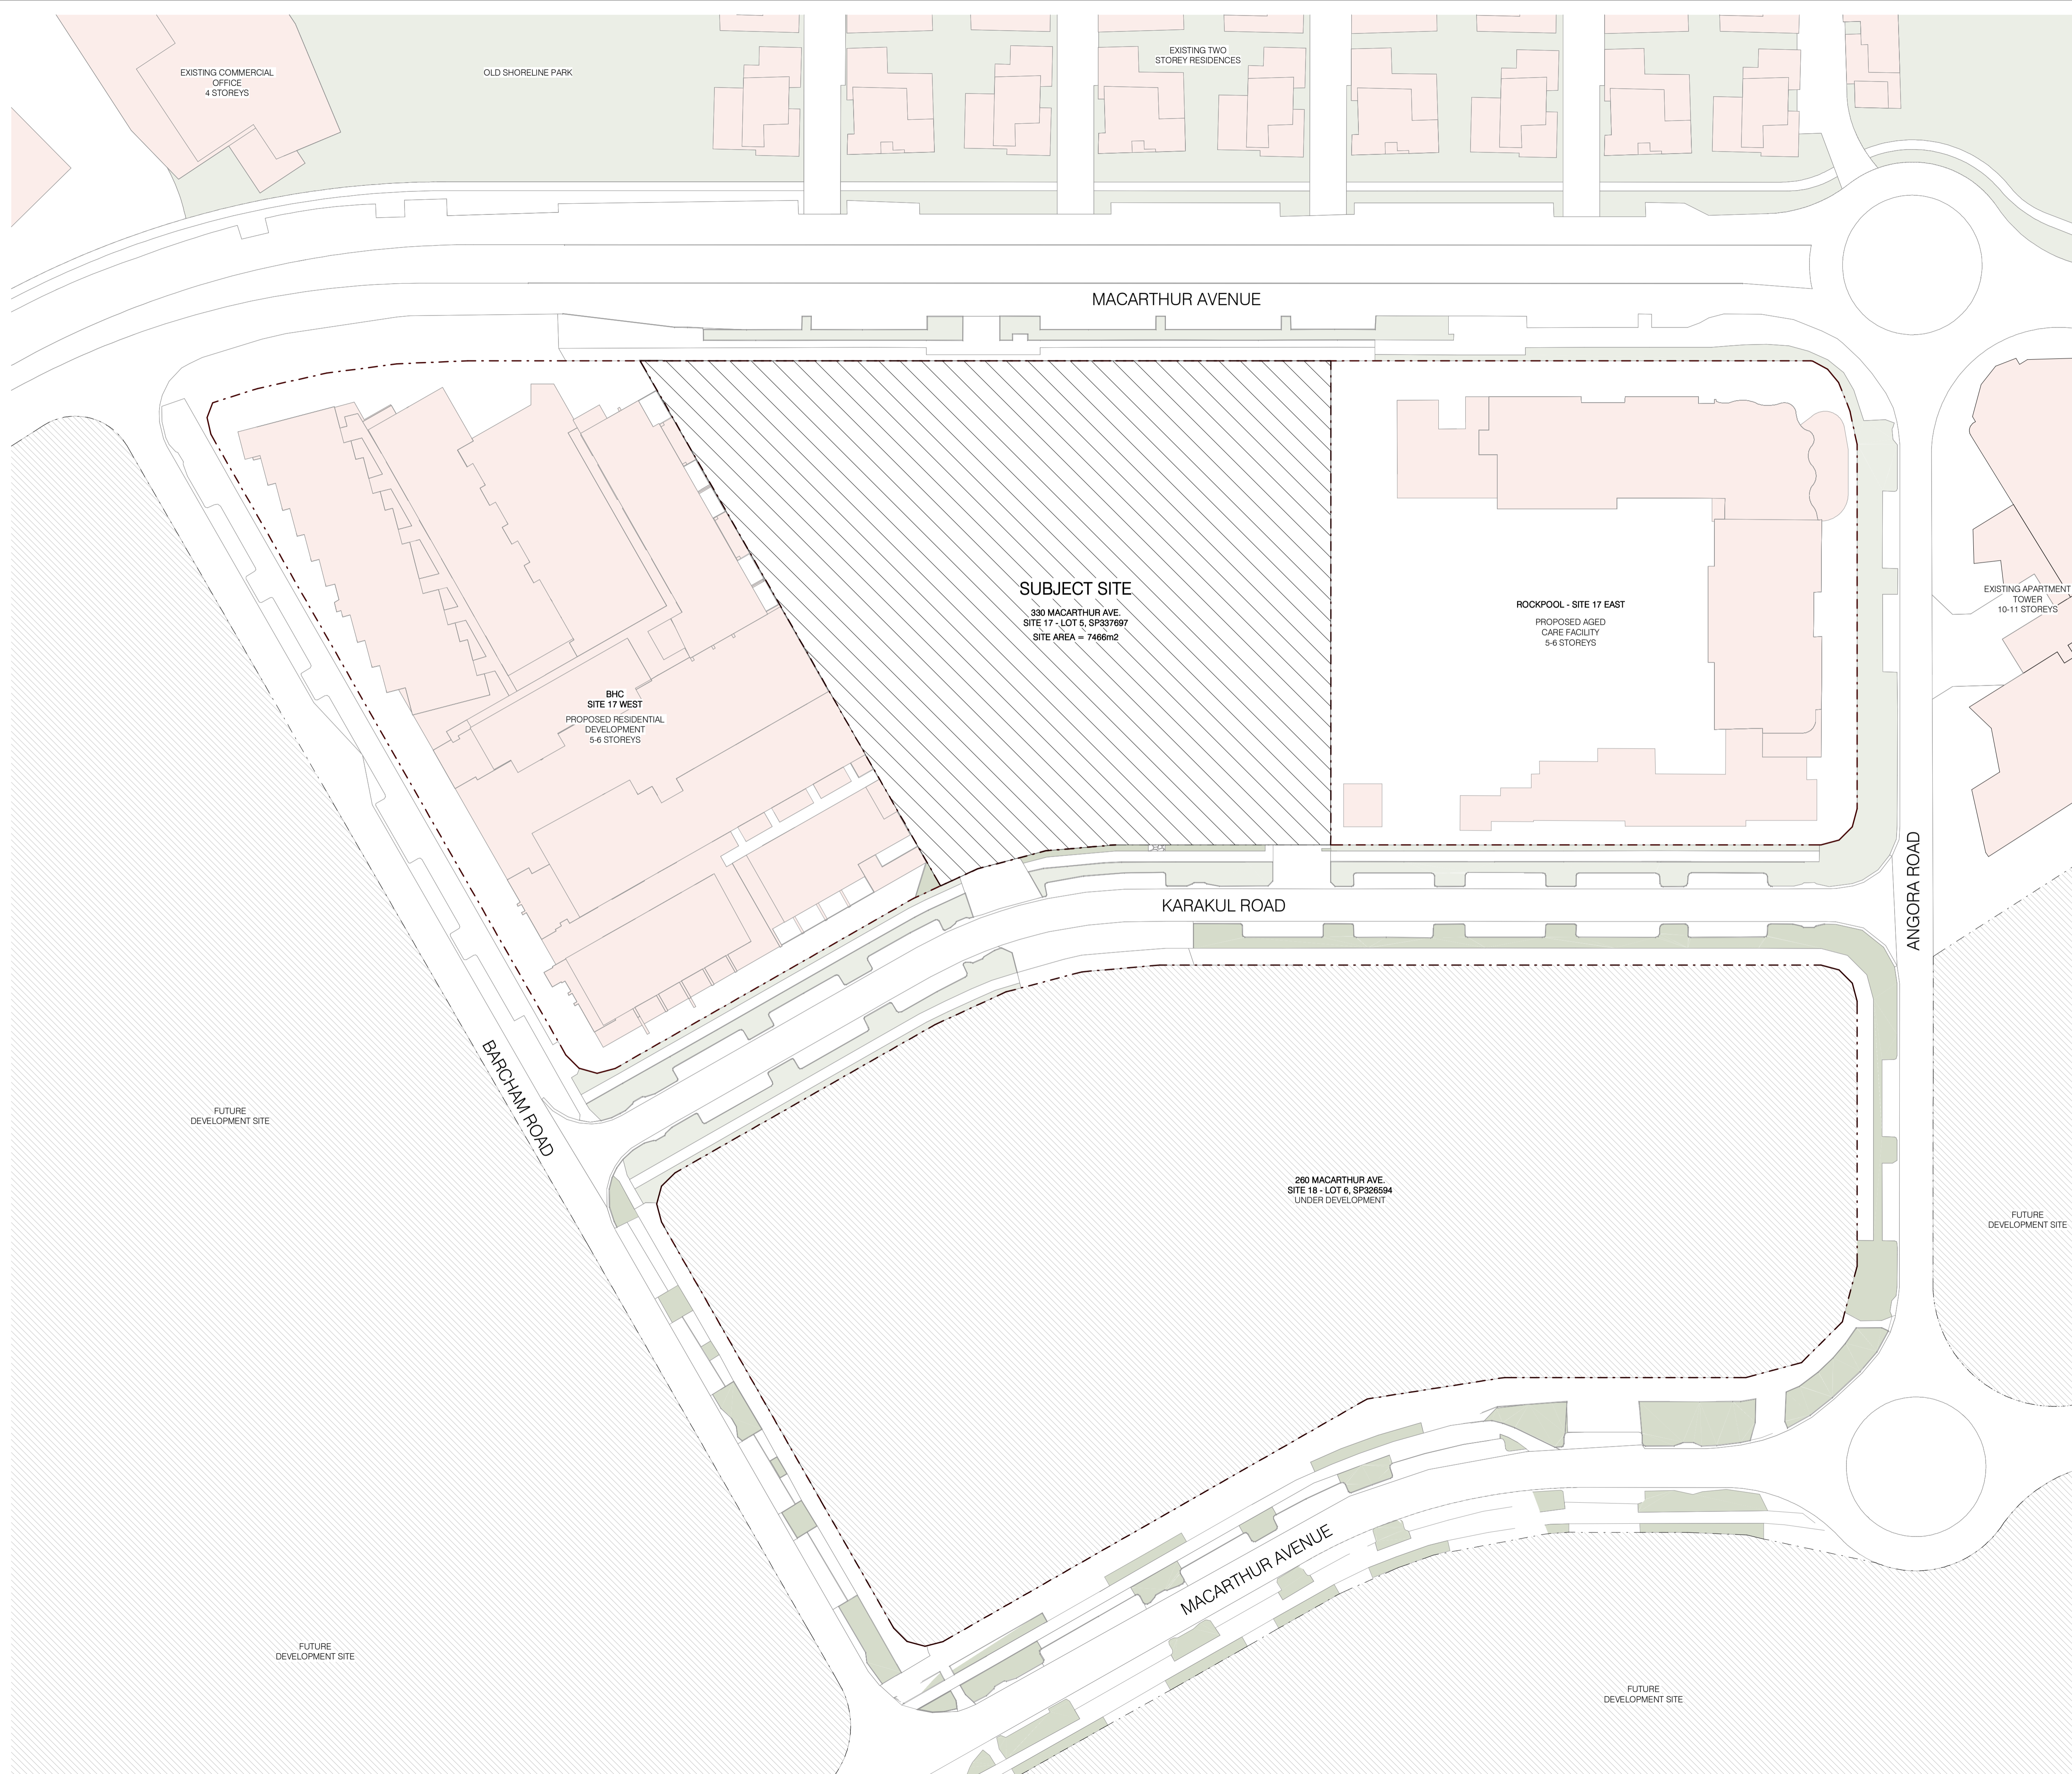 EXISTING COMMERCIAL
OFFICE
4 STOREYS
OLD SHORELINE PARK
EXISTING TWO
STOREY RESIDENCES
MACARTHUR AVENUE
SUBJECT SITE
330 MACARTHUR AVE.
SITE 17 - LOT 5, SP337697
SITE AREA = 7466m2
ROCKPOOL - SITE 17 EAST
PROPOSED AGED
CARE FACILITY
5-6 STOREYS
EXISTING APARTMENT
TOWER
10-11 STOREYS
BHC
SITE 17 WEST
PROPOSED RESIDENTIAL
DEVELOPMENT
5-6 STOREYS
KARAKUL ROAD
ANGORA ROAD
BARCHAM ROAD
FUTURE
DEVELOPMENT SITE
260 MACARTHUR AVE.
SITE 18 - LOT 6, SP326594
UNDER DEVELOPMENT
FUTURE
DEVELOPMENT SITE
MACARTHUR AVENUE
FUTURE
DEVELOPMENT SITE
FUTURE
DEVELOPMENT SITE